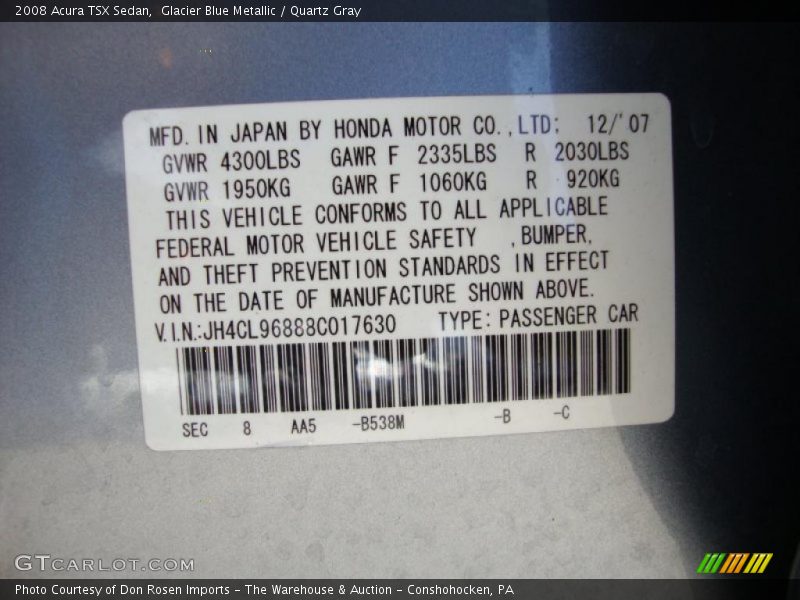 2008 Acura TSX Sedan,  Glacier Blue Metallic / Quartz Gray
MFD. IN JAPAN BY HONDA MOTOR CO.,LTD; 12/'07
GVWR 4300LBS GAWR F 2335LBS R 2030LBS
GVWR 1950KG GAWR F 1060KG R 920KG
THIS VEHICLE CONFORMS TO ALL APPLICABLE
FEDERAL MOTOR VEHICLE SAFETY ,BUMPER,
AND THEFT PREVENTION STANDARDS IN EFFECT
ON THE DATE OF MANUFACTURE SHOWN ABOVE.
V.I.N.:JH4CL96888C017630 TYPE: PASSENGER CAR
SEC 8 AA5 -B538M -B -C
GTCARLOT.COM
Photo Courtesy of Don Rosen Imports – The Warehouse & Auction – Conshohocken, PA